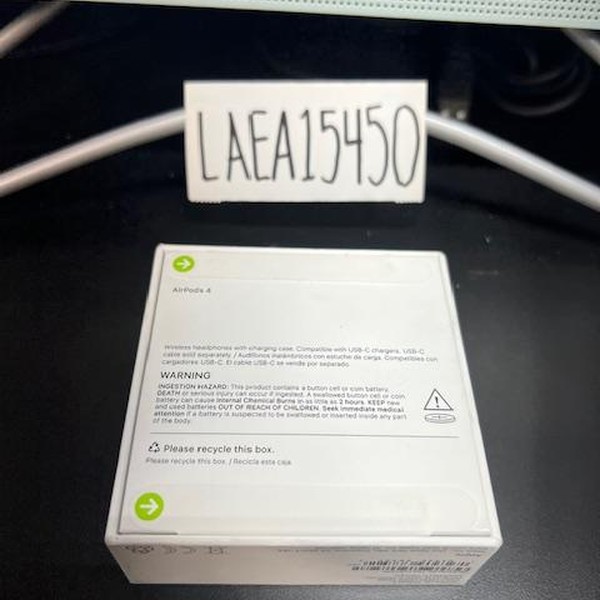 LAEA15450
AirPods 4
Wireless headphones with charging case. Compatible with USB-C chargers. USB-C
cable sold separately. / Audífonos inalámbricos con estuche de carga. Compatibles con
cargadores USB-C. El cable USB-C se vende por separado.
WARNING
INGESTION HAZARD: This product contains a button cell or coin battery.
DEATH or serious injury can occur if ingested. A swallowed button cell or coin
battery can cause Internal Chemical Burns in as little as 2 hours. KEEP new
and used batteries OUT OF REACH OF CHILDREN. Seek immediate medical
attention if a battery is suspected to be swallowed or inserted inside any part
of the body.
Please recycle this box.
Please recycle this box. / Recicla esta caja.